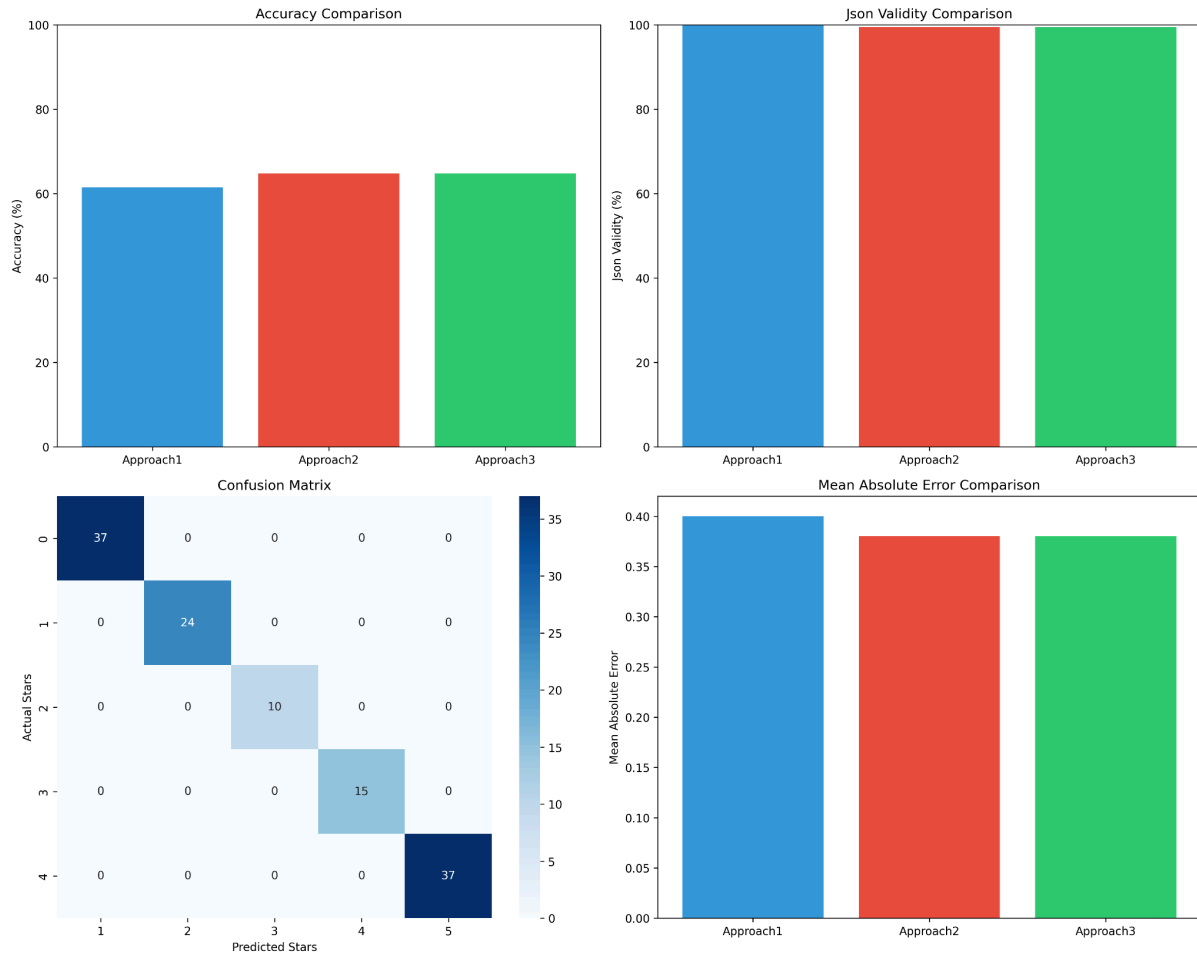 Accuracy Comparison
Accuracy (%)
100
80
60
40
20
0
Approach1 Approach2 Approach3
Json Validity Comparison
Json Validity (%)
100
80
60
40
20
0
Approach1 Approach2 Approach3
Confusion Matrix
Actual Stars
0 37 0 0 0 0
1 0 24 0 0 0
2 0 0 10 0 0
3 0 0 0 15 0
4 0 0 0 0 37
1 2 3 4 5
Predicted Stars
35
30
25
20
15
10
5
0
Mean Absolute Error Comparison
Mean Absolute Error
0.40
0.35
0.30
0.25
0.20
0.15
0.10
0.05
0.00
Approach1 Approach2 Approach3